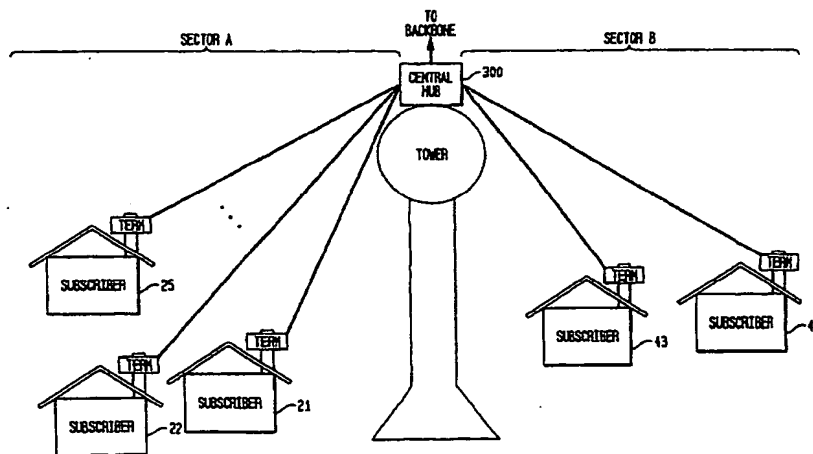 TO
BACKBONE
SECTOR A
SECTOR B
CENTRAL
HUB
300
TOWER
TERM
SUBSCRIBER
25
TERM
SUBSCRIBER
22
TERM
SUBSCRIBER
21
TERM
SUBSCRIBER
43
TERM
SUBSCRIBER